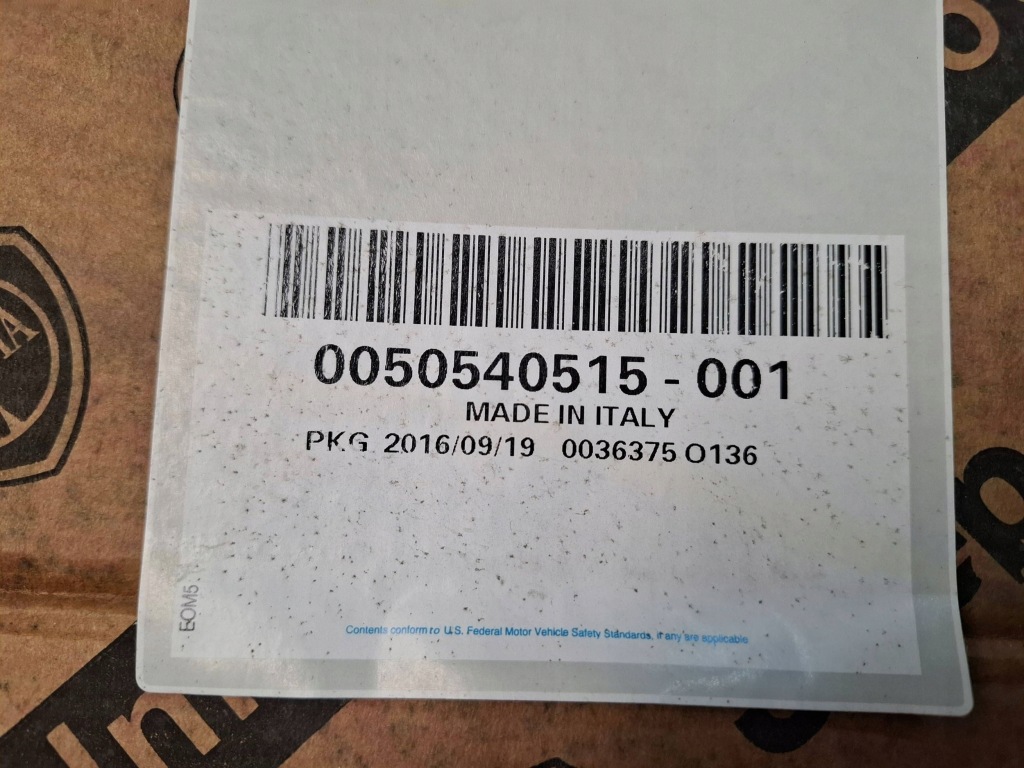 0050540515 - 001
MADE IN ITALY
PKG 2016/09/19 0036375 O136
EOM5
Contents conform to U.S. Federal Motor Vehicle Safety Standards, if any are applicable